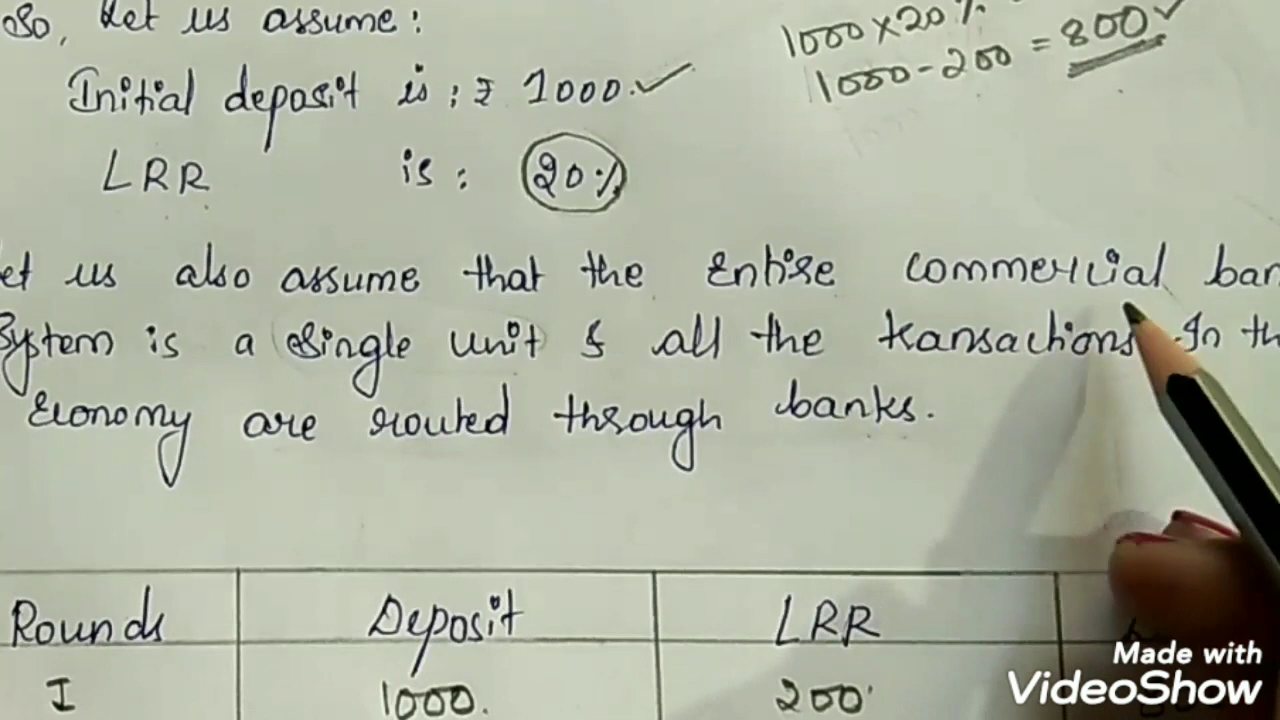 So, Let us assume:
1000 × 20%
Initial deposit is : ₹ 1000. ✓
1000 - 200 = 800 ✓
LRR is : 20%
et us also assume that the Entire commercial ban
System is a single unit & all the transactions In th
Economy are routed through banks.
Rounds Deposit LRR
I 1000. 200
Made with
VideoShow